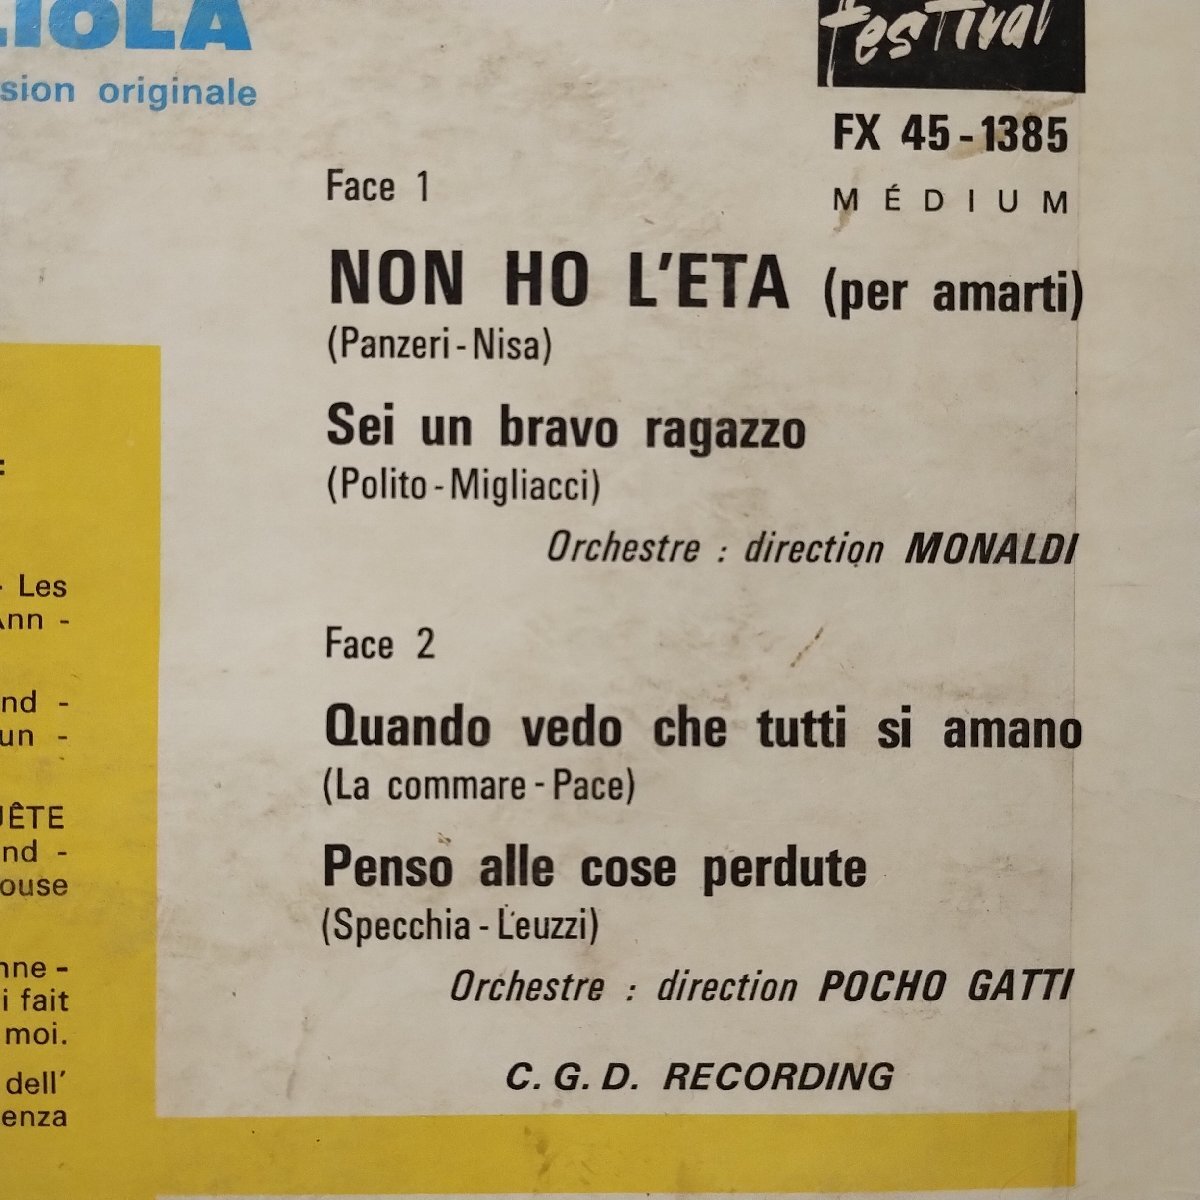 IOLA
sion originale
festival
FX 45-1385
MÉDIUM
Face 1
NON HO L'ETA (per amarti)
(Panzeri-Nisa)
Sei un bravo ragazzo
(Polito-Migliacci)
Orchestre : direction MONALDI
Face 2
Quando vedo che tutti si amano
(La commare-Pace)
Penso alle cose perdute
(Specchia-Leuzzi)
Orchestre : direction POCHO GATTI
C. G. D. RECORDING
:
- Les
Ann -
nd -
un -
UÊTE
nd -
ouse
nne -
i fait
moi.
dell'
enza